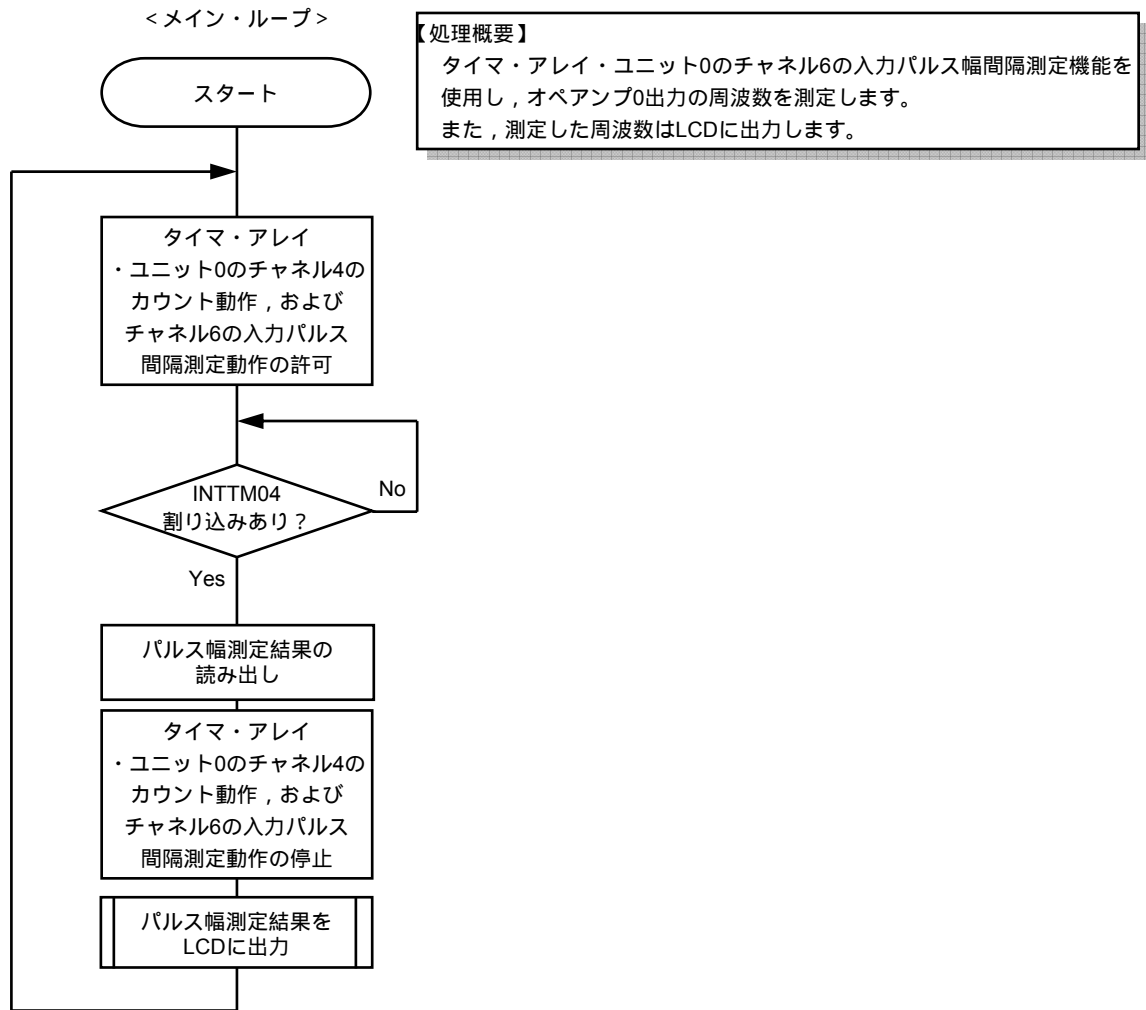 <メイン・ループ>
【処理概要】
タイマ・アレイ・ユニット0のチャネル6の入力パルス幅間隔測定機能を
使用し，オペアンプ0出力の周波数を測定します。
また，測定した周波数はLCDに出力します。
スタート
タイマ・アレイ
・ユニット0のチャネル4の
カウント動作，および
チャネル6の入力パルス
間隔測定動作の許可
INTTM04
割り込みあり？
No
Yes
パルス幅測定結果の
読み出し
タイマ・アレイ
・ユニット0のチャネル4の
カウント動作，および
チャネル6の入力パルス
間隔測定動作の停止
パルス幅測定結果を
LCDに出力